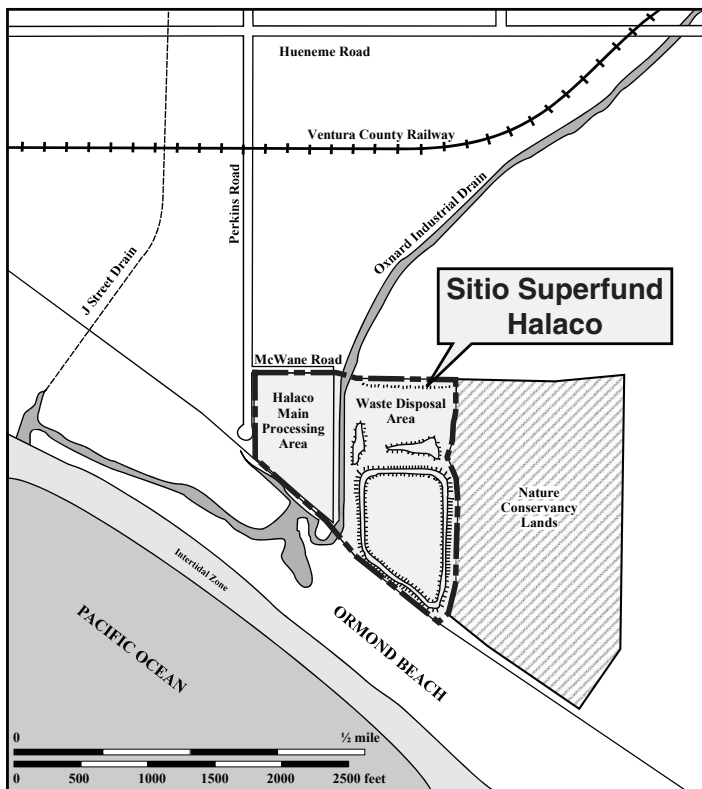 Hueneme Road
Ventura County Railway
Perkins Road
Oxnard Industrial Drain
J Street Drain
Sitio Superfund
Halaco
McWane Road
Halaco
Main
Processing
Area
Waste Disposal
Area
Nature
Conservancy
Lands
Intertidal Zone
ORMOND BEACH
PACIFIC OCEAN
0 ½ mile
0 500 1000 1500 2000 2500 feet